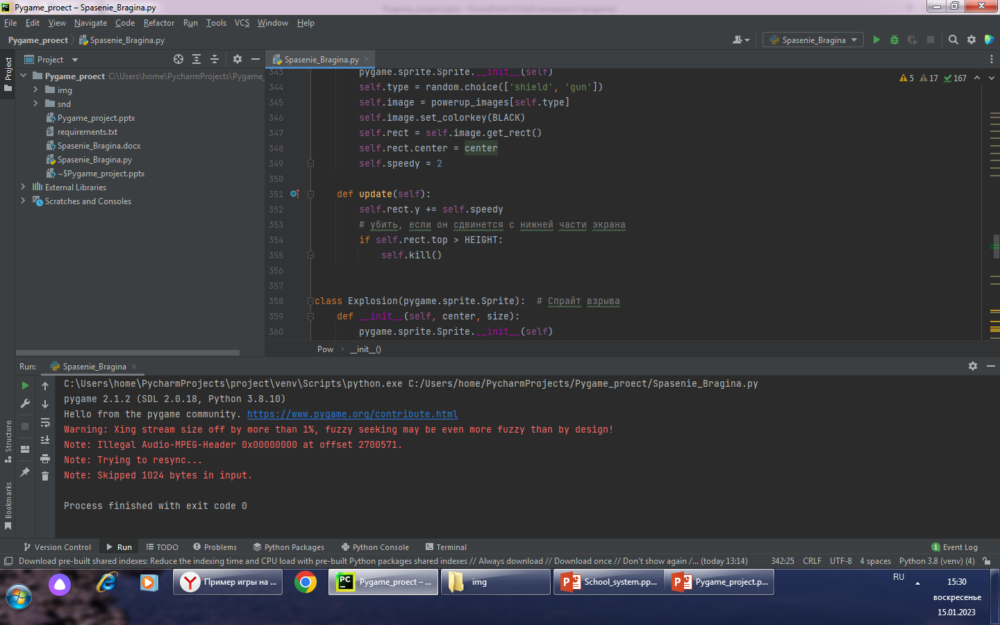 Pygame_proect – Spasenie_Bragina.py
File Edit View Navigate Code Refactor Run Tools VCS Window Help
Pygame_proect Spasenie_Bragina.py
Spasenie_Bragina
Project
Project
Spasenie_Bragina.py
Pygame_proect C:\Users\home\PycharmProjects\Pygame_
img
snd
Pygame_project.pptx
requirements.txt
Spasenie_Bragina.docx
Spasenie_Bragina.py
~$Pygame_project.pptx
External Libraries
Scratches and Consoles
5 17 167
343 pygame.sprite.Sprite.__init__(self)
344 self.type = random.choice(['shield', 'gun'])
345 self.image = powerup_images[self.type]
346 self.image.set_colorkey(BLACK)
347 self.rect = self.image.get_rect()
348 self.rect.center = center
349 self.speedy = 2
350
351 def update(self):
352 self.rect.y += self.speedy
353 # убить, если он сдвинется с нижней части экрана
354 if self.rect.top > HEIGHT:
355 self.kill()
356
357
358 class Explosion(pygame.sprite.Sprite): # Спрайт взрыва
359 def __init__(self, center, size):
360 pygame.sprite.Sprite.__init__(self)
Pow __init__()
Run: Spasenie_Bragina
C:\Users\home\PycharmProjects\project\venv\Scripts\python.exe C:/Users/home/PycharmProjects/Pygame_proect/Spasenie_Bragina.py
pygame 2.1.2 (SDL 2.0.18, Python 3.8.10)
Hello from the pygame community. https://www.pygame.org/contribute.html
Warning: Xing stream size off by more than 1%, fuzzy seeking may be even more fuzzy than by design!
Note: Illegal Audio-MPEG-Header 0x00000000 at offset 2700571.
Note: Trying to resync...
Note: Skipped 1024 bytes in input.
Process finished with exit code 0
Structure
Bookmarks
Version Control Run TODO Problems Python Packages Python Console Terminal 1 Event Log
Download pre-built shared indexes: Reduce the indexing time and CPU load with pre-built Python packages shared indexes // Always download // Download once // Don't show again /... (today 13:14) 342:25 CRLF UTF-8 4 spaces Python 3.8 (venv) (4)
Пример игры на ... PC Pygame_proect – ... img School_system.pp... Pygame_project.p...
RU 15:30
воскресенье
15.01.2023